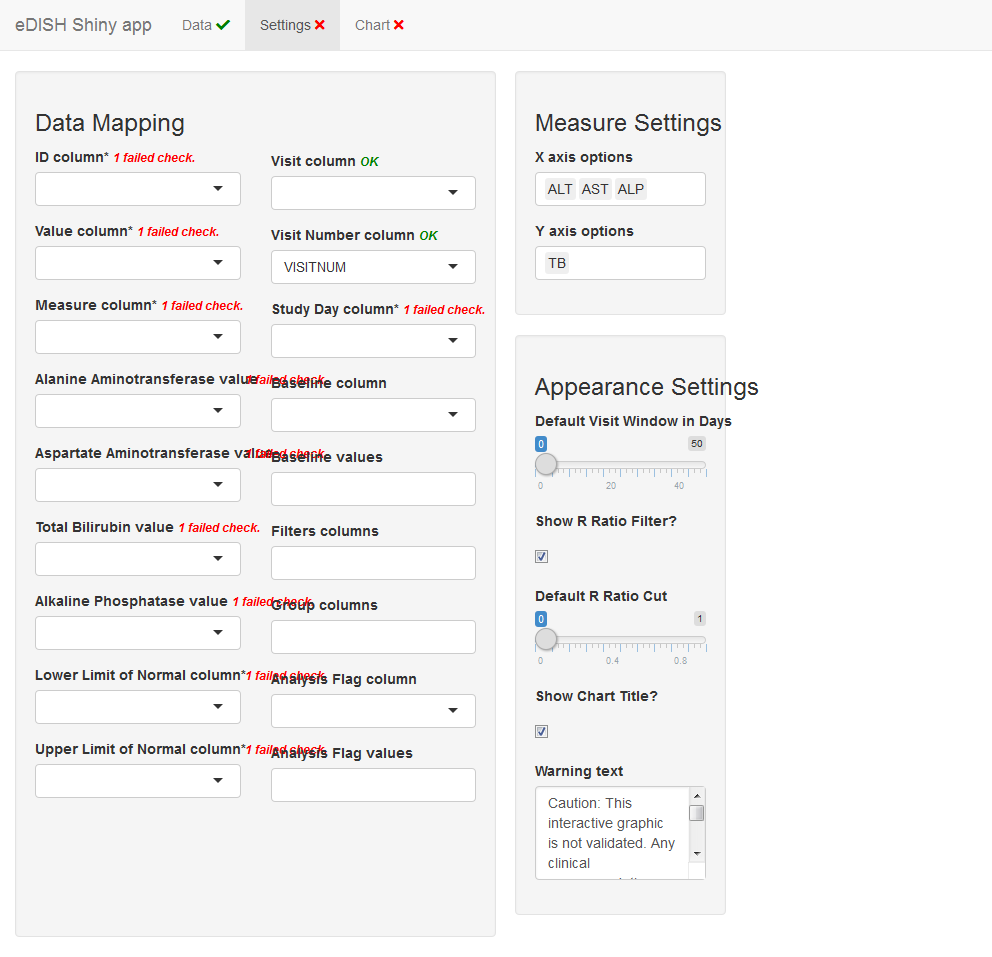 eDISH Shiny app
Data
Settings
Chart
Data Mapping
ID column* 1 failed check.
Value column* 1 failed check.
Measure column* 1 failed check.
Alanine Aminotransferase value 1 failed check.
Aspartate Aminotransferase value 1 failed check.
Total Bilirubin value 1 failed check.
Alkaline Phosphatase value 1 failed check.
Lower Limit of Normal column* 1 failed check.
Upper Limit of Normal column* 1 failed check.
Visit column OK
Visit Number column OK
VISITNUM
Study Day column* 1 failed check.
Baseline column
Baseline values
Filters columns
Group columns
Analysis Flag column
Analysis Flag values
Measure Settings
X axis options
ALT AST ALP
Y axis options
TB
Appearance Settings
Default Visit Window in Days
0 50
0 20 40
Show R Ratio Filter?
Default R Ratio Cut
0 1
0 0.4 0.8
Show Chart Title?
Warning text
Caution: This
interactive graphic
is not validated. Any
clinical